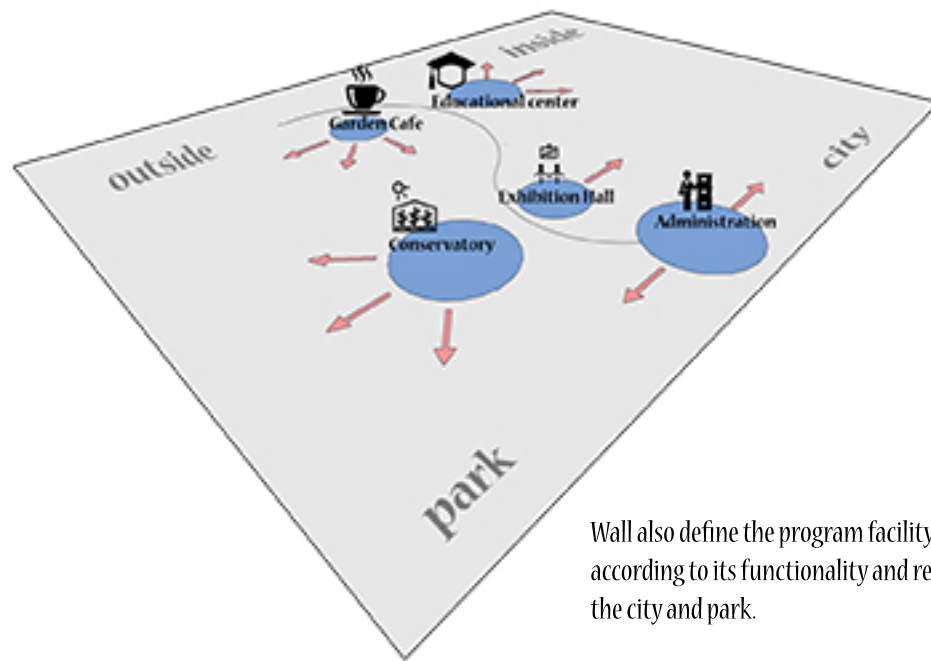 inside
Educational center
Garden Cafe
outside
city
Exhibition Hall
Administration
Conservatory
park
Wall also define the program facility
according to its functionality and re
the city and park.